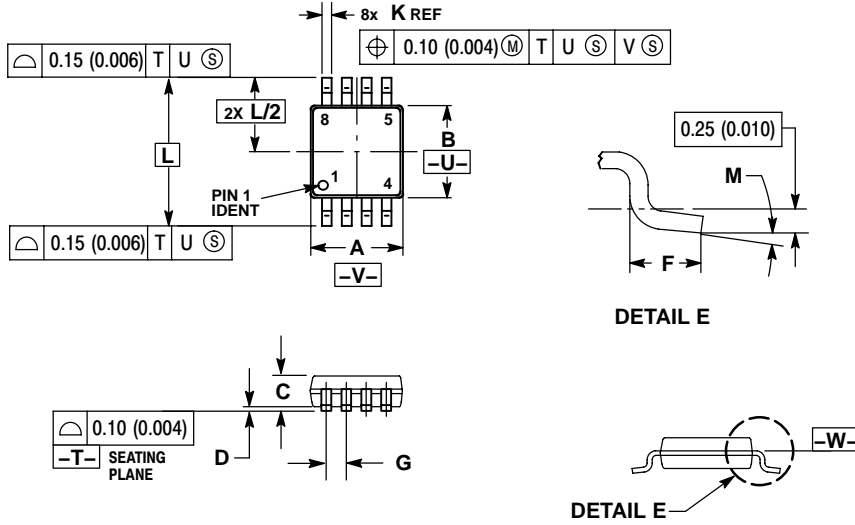 8x K REF
⌖ 0.10 (0.004) Ⓜ T U Ⓢ V Ⓢ
⌓ 0.15 (0.006) T U Ⓢ
2X L/2
8 5
B
–U–
L
1 4
PIN 1
IDENT
⌓ 0.15 (0.006) T U Ⓢ
A
–V–
0.25 (0.010)
M
F
DETAIL E
C
⌓ 0.10 (0.004)
–T– SEATING
PLANE
D
G
–W–
DETAIL E